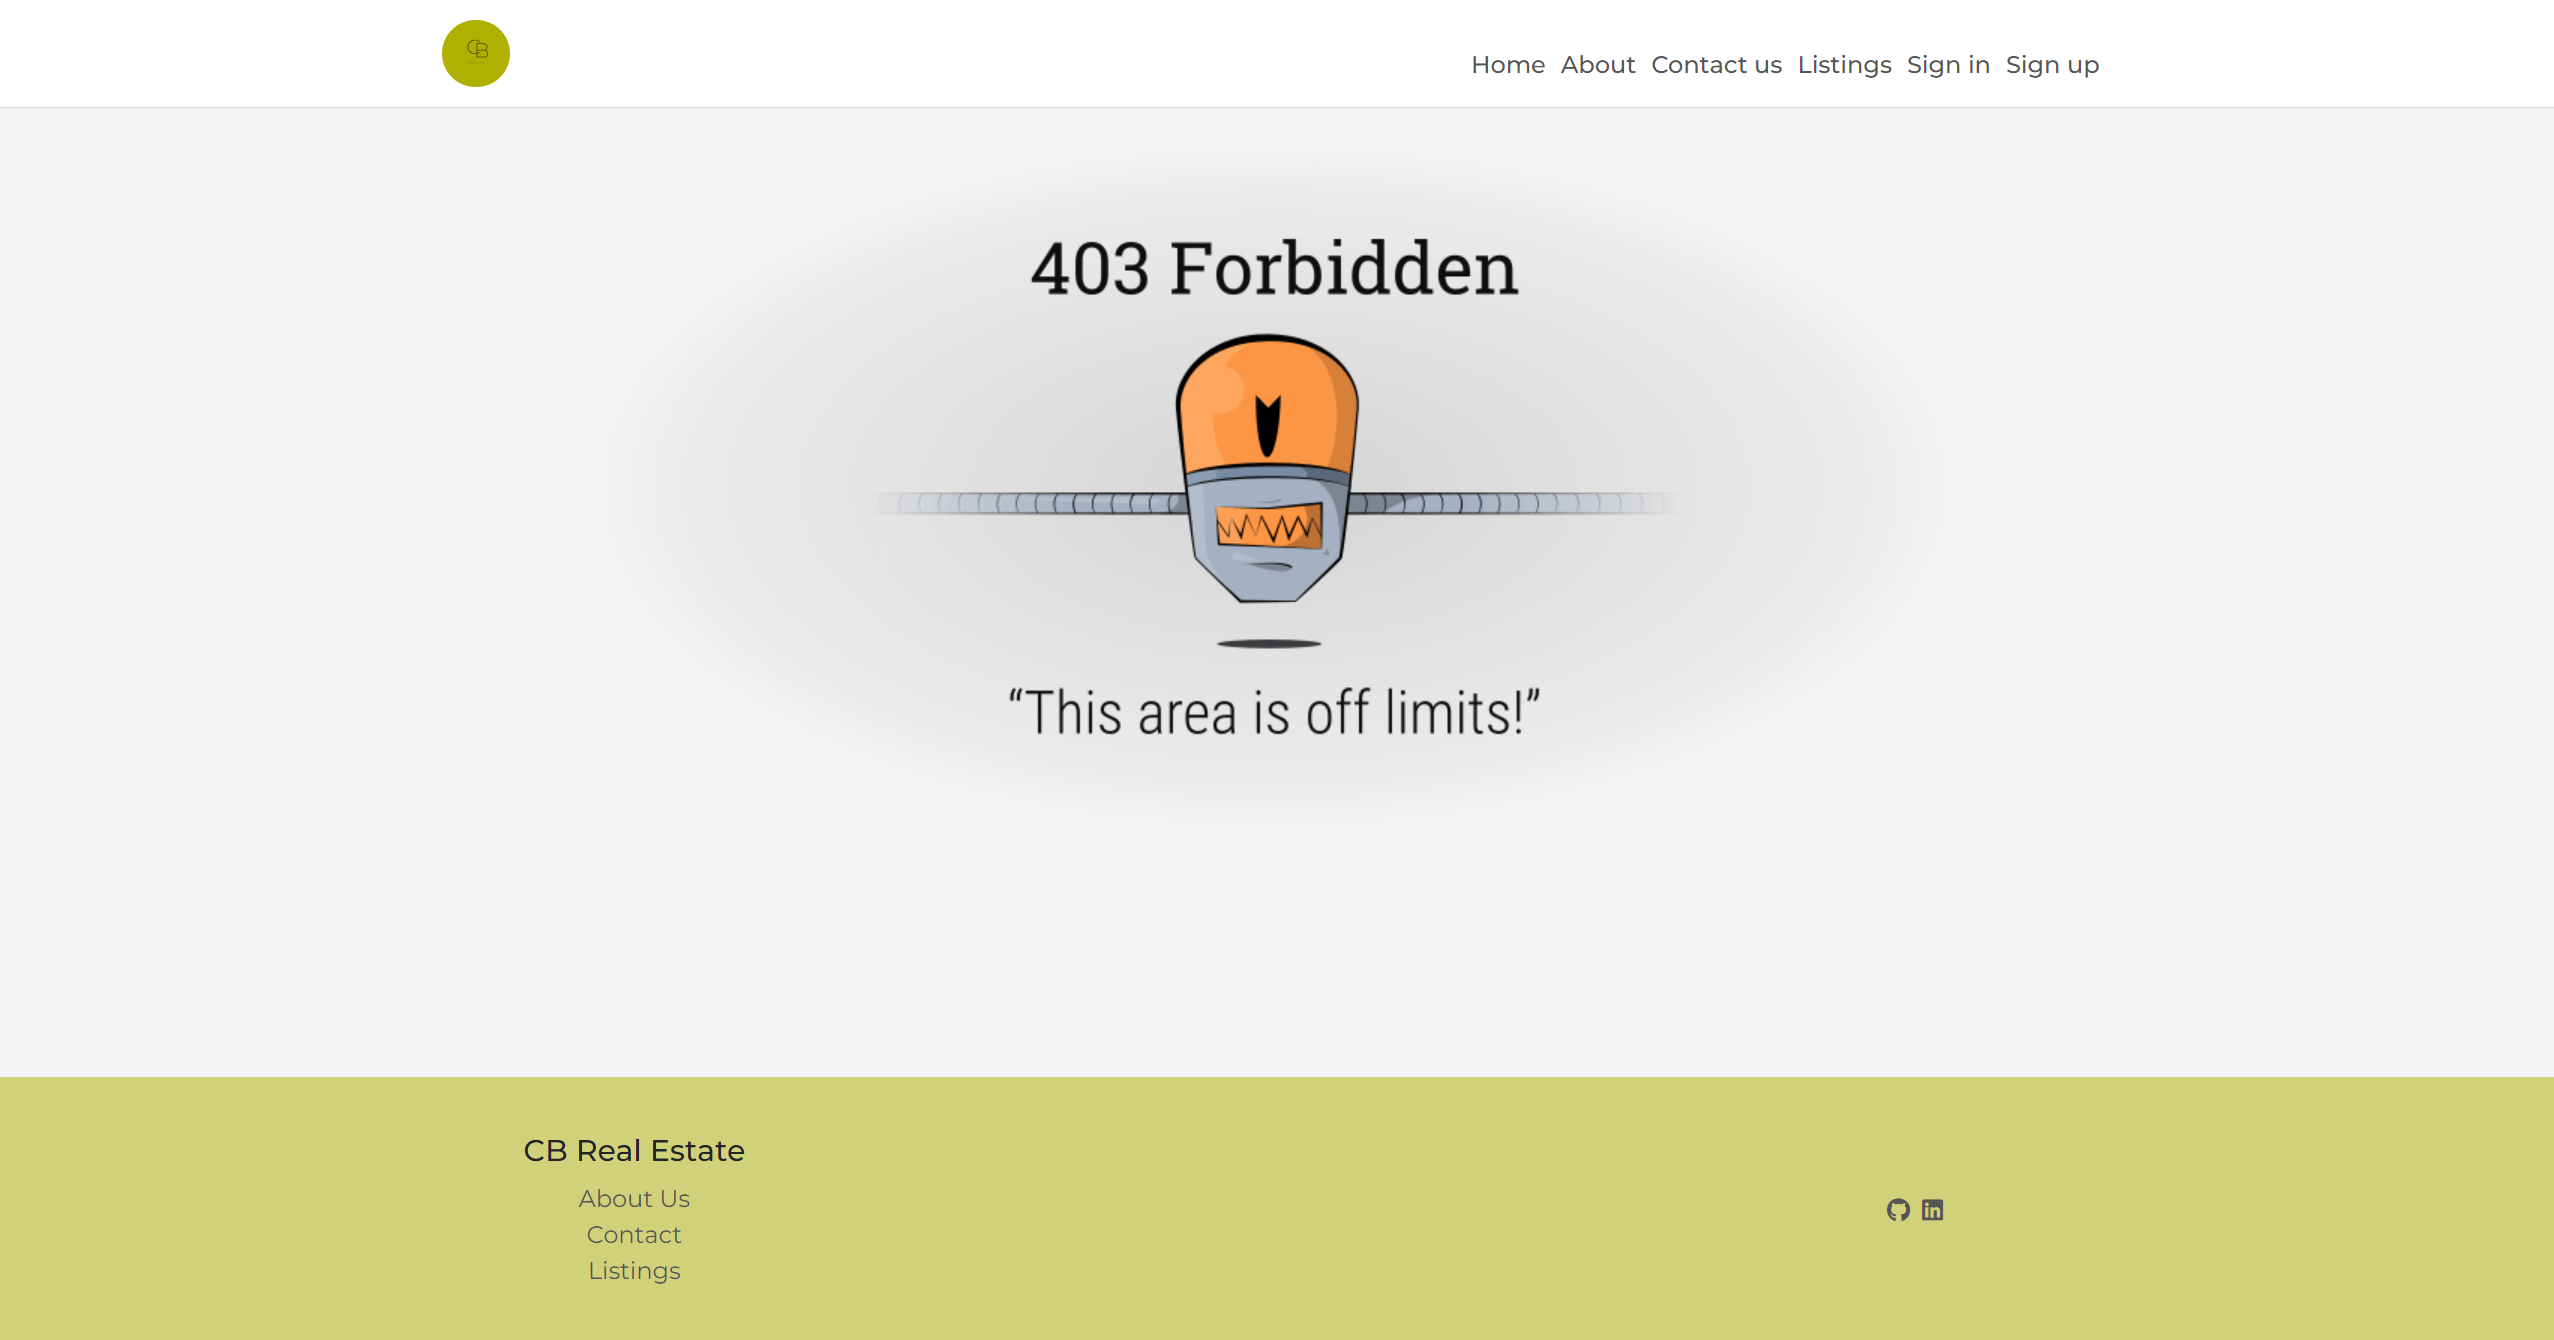 CB
Home About Contact us Listings Sign in Sign up
403 Forbidden
“This area is off limits!”
CB Real Estate
About Us
Contact
Listings
in